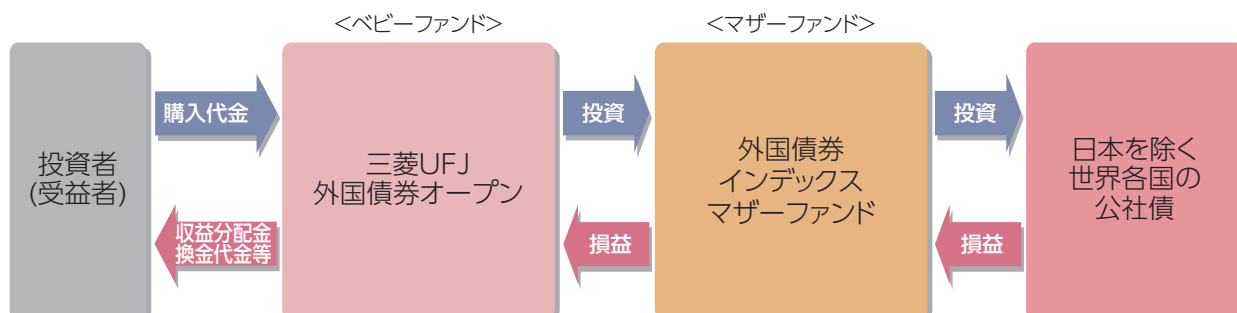 <ベビーファンド>
<マザーファンド>
投資者
(受益者)
購入代金
収益分配金
換金代金等
三菱UFJ
外国債券オープン
投資
損益
外国債券
インデックス
マザーファンド
投資
損益
日本を除く
世界各国の
公社債